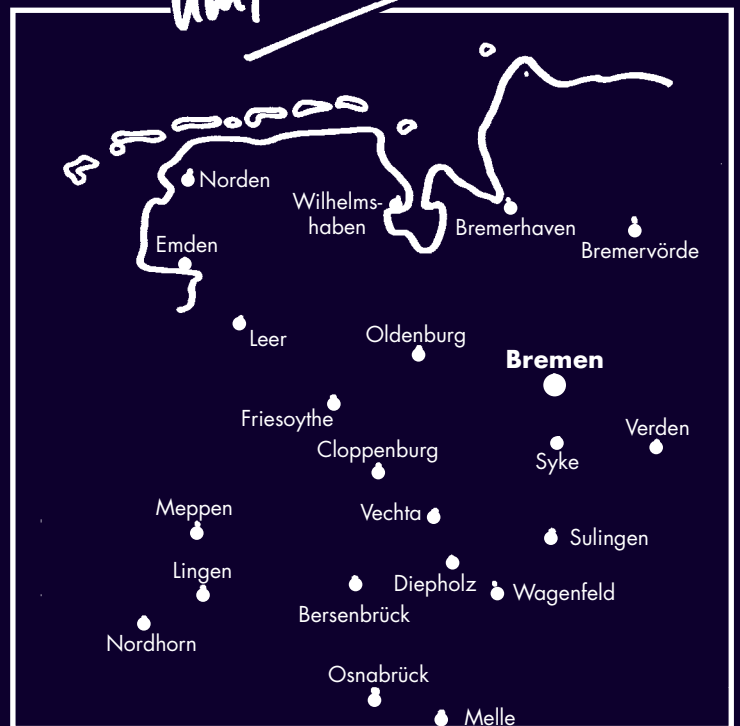 Norden
Wilhelms-
haben
Bremerhaven
Emden
Bremervörde
Leer
Oldenburg
Bremen
Friesoythe
Verden
Cloppenburg
Syke
Meppen
Vechta
Sulingen
Lingen
Diepholz
Wagenfeld
Bersenbrück
Nordhorn
Osnabrück
Melle